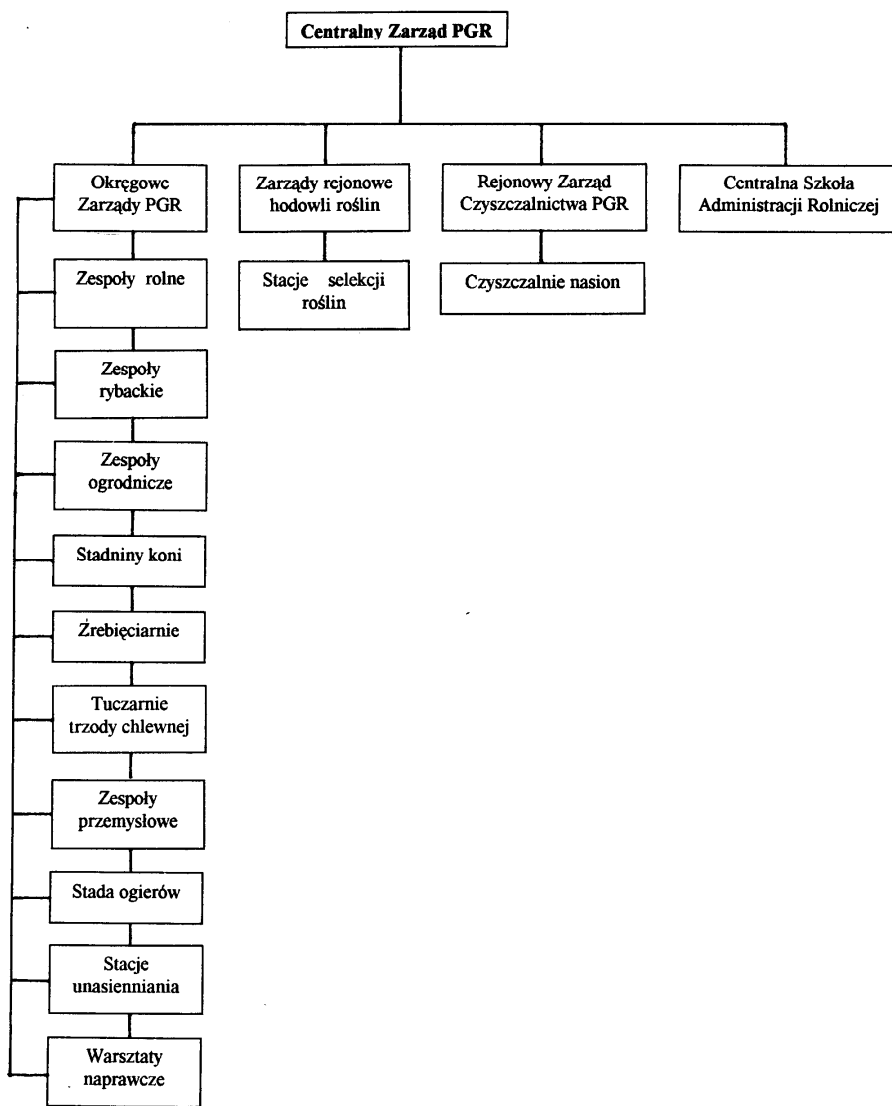 Centralny Zarząd PGR
Okręgowe
Zarządy PGR
Zarządy rejonowe
hodowli roślin
Rejonowy Zarząd
Czyszczalnictwa PGR
Centralna Szkoła
Administracji Rolniczej
Zespoły rolne
Stacje selekcji
roślin
Czyszczalnie nasion
Zespoły
rybackie
Zespoły
ogrodnicze
Stadniny koni
Źrebięciarnie
Tuczarnie
trzody chlewnej
Zespoły
przemysłowe
Stada ogierów
Stacje
unasienniania
Warsztaty
naprawcze